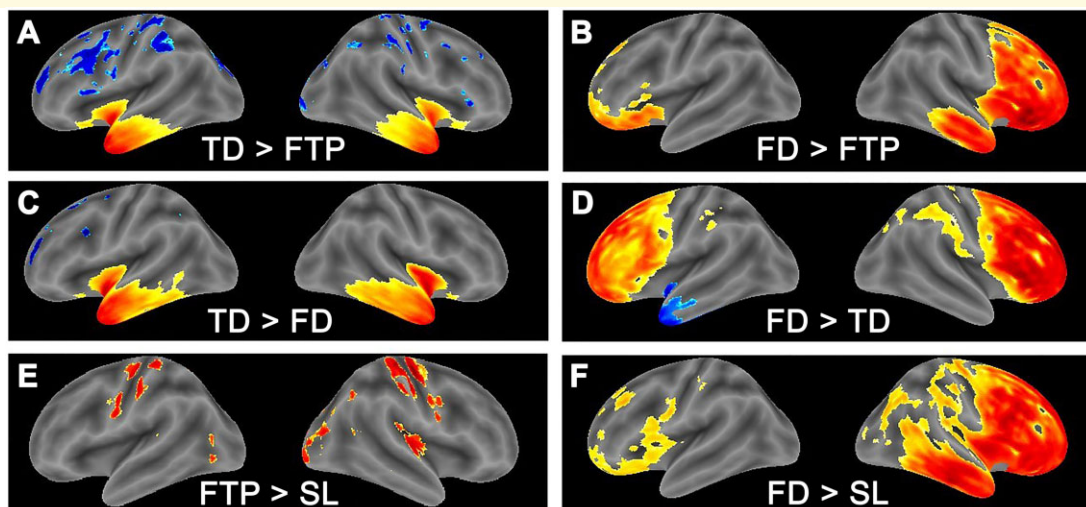 A
TD > FTP
B
FD > FTP
C
TD > FD
D
FD > TD
E
FTP > SL
F
FD > SL